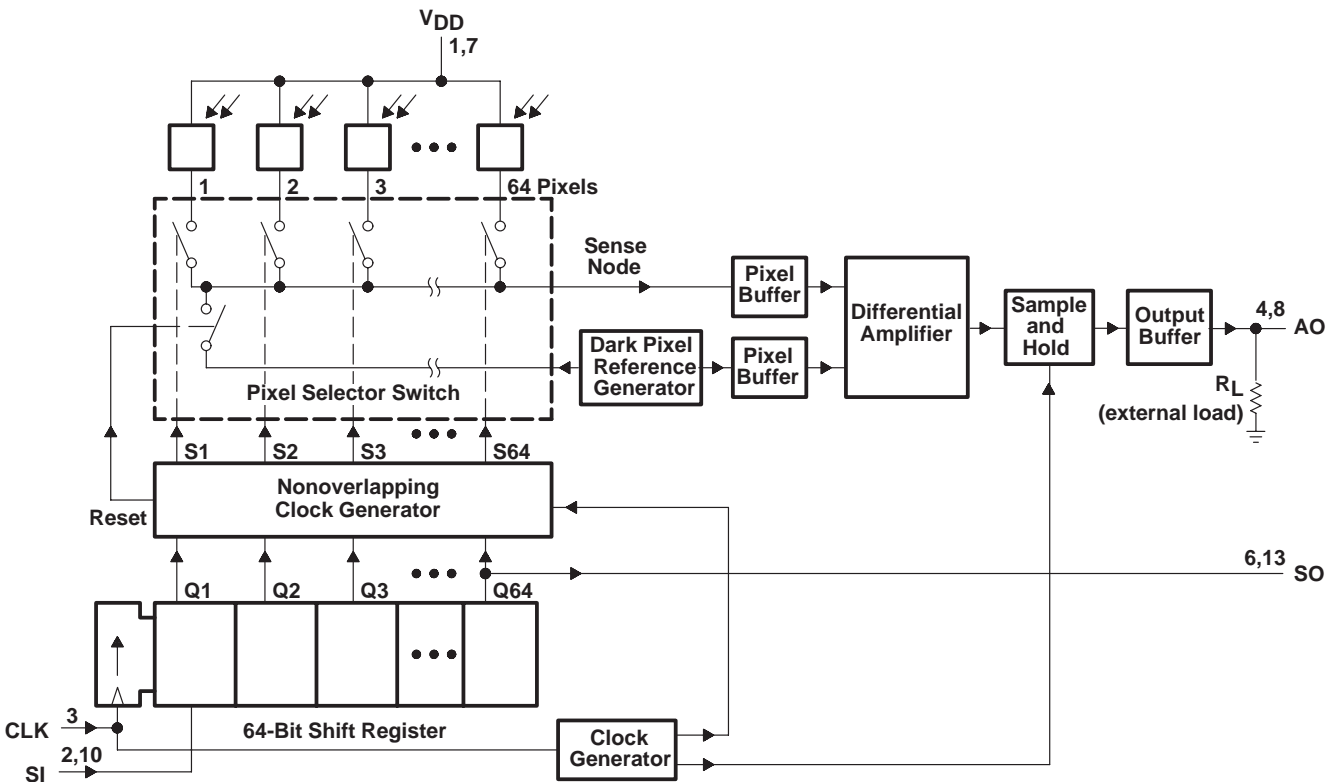 VDD
1,7
1
2
3
64 Pixels
Sense
Node
Pixel
Buffer
Differential
Amplifier
Sample
and
Hold
Output
Buffer
4,8
AO
Dark Pixel
Reference
Generator
Pixel
Buffer
RL
(external load)
Pixel Selector Switch
S1
S2
S3
S64
Nonoverlapping
Clock Generator
Reset
6,13
SO
Q1
Q2
Q3
Q64
CLK
3
64-Bit Shift Register
2,10
SI
Clock
Generator